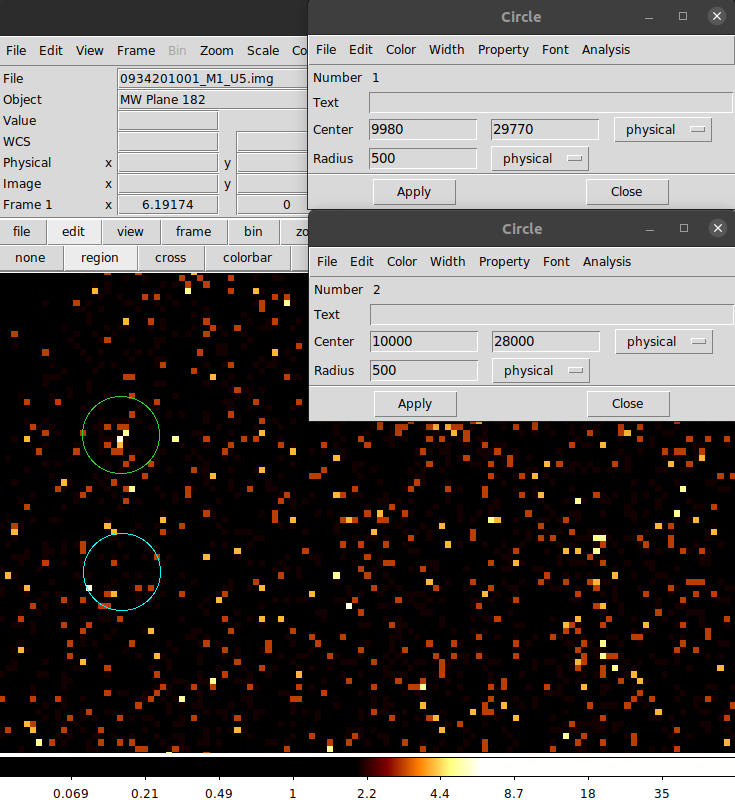 Circle
File Edit Color Width Property Font Analysis
Number 1
Text
Center 9980 29770 physical
Radius 500 physical
Apply Close
Circle
File Edit Color Width Property Font Analysis
Number 2
Text
Center 10000 28000 physical
Radius 500 physical
Apply Close
File Edit View Frame Bin Zoom Scale Co
File 0934201001_M1_U5.img
Object MW Plane 182
Value
WCS
Physical x y
Image x y
Frame 1 x 6.19174 0
file edit view frame bin zo
none region cross colorbar
0.069 0.21 0.49 1 2.2 4.4 8.7 18 35